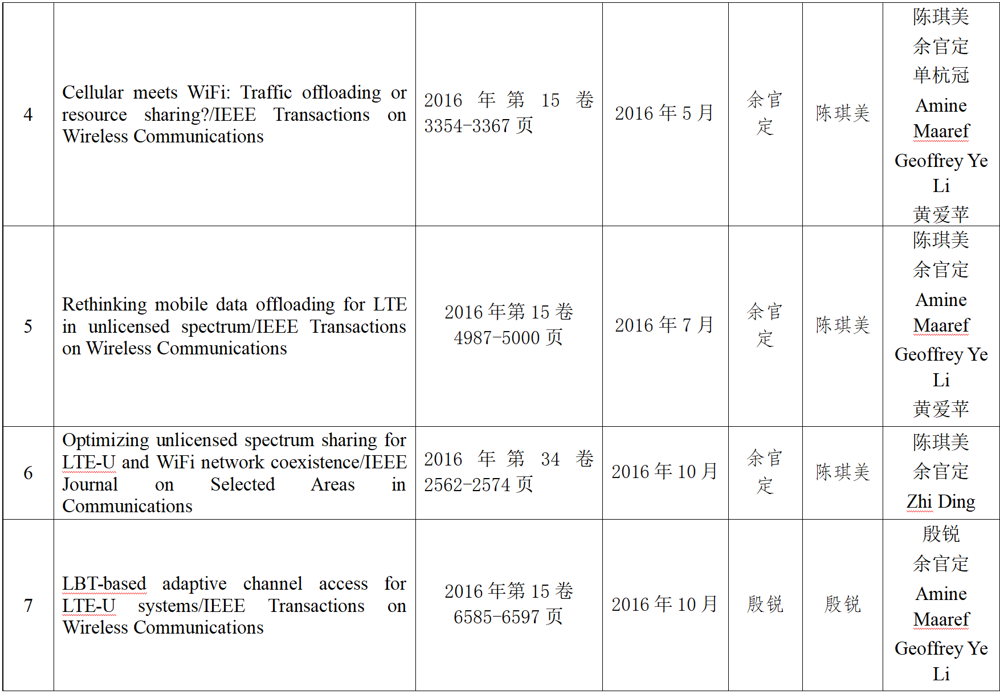 4
Cellular meets WiFi: Traffic offloading or
resource sharing?/IEEE Transactions on
Wireless Communications
2016 年 第 15 卷
3354-3367 页
2016 年 5 月
余官
定
陈琪美
陈琪美
余官定
单杭冠
Amine
Maaref
Geoffrey Ye
Li
黄爱苹
5
Rethinking mobile data offloading for LTE
in unlicensed spectrum/IEEE Transactions
on Wireless Communications
2016 年第 15 卷
4987-5000 页
2016 年 7 月
余官
定
陈琪美
陈琪美
余官定
Amine
Maaref
Geoffrey Ye
Li
黄爱苹
6
Optimizing unlicensed spectrum sharing for
LTE-U and WiFi network coexistence/IEEE
Journal on Selected Areas in
Communications
2016 年 第 34 卷
2562-2574 页
2016 年 10 月
余官
定
陈琪美
陈琪美
余官定
Zhi Ding
7
LBT-based adaptive channel access for
LTE-U systems/IEEE Transactions on
Wireless Communications
2016 年第 15 卷
6585-6597 页
2016 年 10 月
殷锐
殷锐
殷锐
余官定
Amine
Maaref
Geoffrey Ye
Li